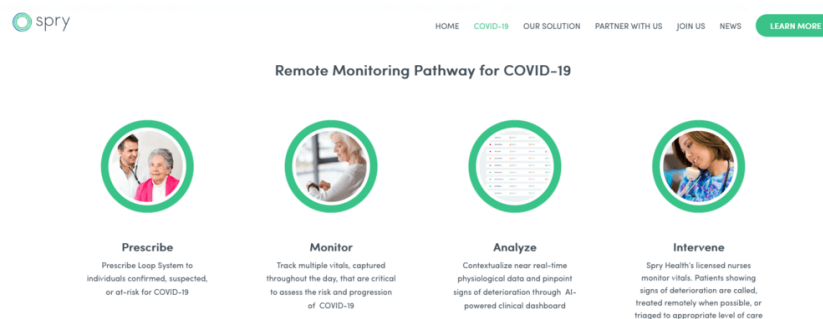 spry
HOME COVID-19 OUR SOLUTION PARTNER WITH US JOIN US NEWS LEARN MORE
Remote Monitoring Pathway for COVID-19
Prescribe
Prescribe Loop System to
individuals confirmed, suspected,
or at-risk for COVID-19
Monitor
Track multiple vitals, captured
throughout the day, that are critical
to assess the risk and progression
of COVID-19
Analyze
Contextualize near real-time
physiological data and pinpoint
signs of deterioration through AI-
powered clinical dashboard
Intervene
Spry Health's licensed nurses
monitor vitals. Patients showing
signs of deterioration are called,
treated remotely when possible, or
triaged to appropriate level of care